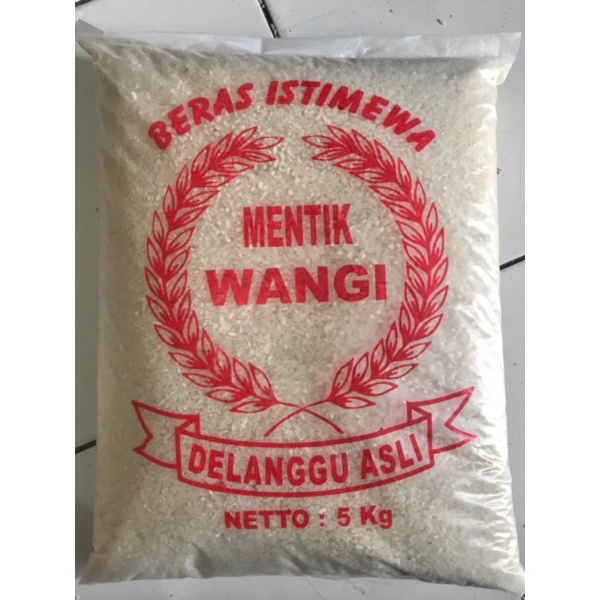 BERAS ISTIMEWA
MENTIK
WANGI
DELANGGU ASLI
NETTO : 5 Kg